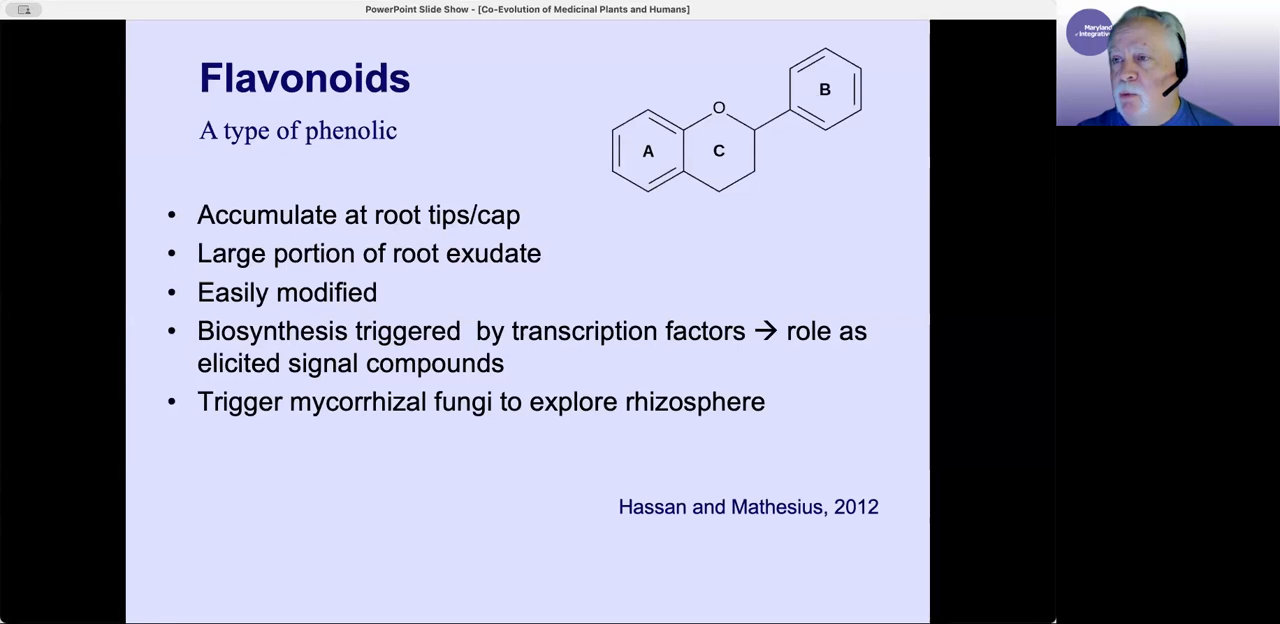 PowerPoint Slide Show - [Co-Evolution of Medicinal Plants and Humans]
Maryland
Integrative
Flavonoids
A type of phenolic
O
B
A
C
• Accumulate at root tips/cap
• Large portion of root exudate
• Easily modified
• Biosynthesis triggered by transcription factors → role as
elicited signal compounds
• Trigger mycorrhizal fungi to explore rhizosphere
Hassan and Mathesius, 2012